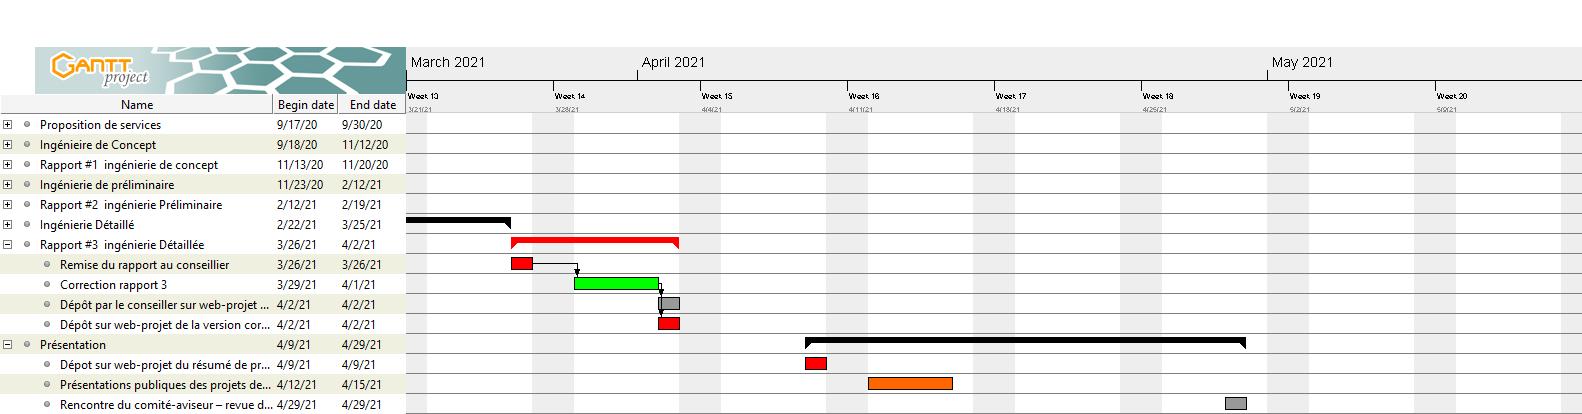 GANTT
project
March 2021 April 2021 May 2021
Week 13 Week 14 Week 15 Week 16 Week 17 Week 18 Week 19 Week 20
Name Begin date End date
3/21/21 3/28/21 4/4/21 4/11/21 4/18/21 4/25/21 5/2/21 5/9/21
Proposition de services 9/17/20 9/30/20
Ingénieire de Concept 9/18/20 11/12/20
Rapport #1 ingénierie de concept 11/13/20 11/20/20
Ingénierie de préliminaire 11/23/20 2/12/21
Rapport #2 ingénierie Préliminaire 2/12/21 2/19/21
Ingénierie Détaillé 2/22/21 3/25/21
Rapport #3 ingénierie Détaillée 3/26/21 4/2/21
Remise du rapport au conseillier 3/26/21 3/26/21
Correction rapport 3 3/29/21 4/1/21
Dépôt par le conseiller sur web-projet ... 4/2/21 4/2/21
Dépôt sur web-projet de la version cor... 4/2/21 4/2/21
Présentation 4/9/21 4/29/21
Dépot sur web-projet du résumé de pr... 4/9/21 4/9/21
Présentations publiques des projets de... 4/12/21 4/15/21
Rencontre du comité-aviseur – revue d... 4/29/21 4/29/21